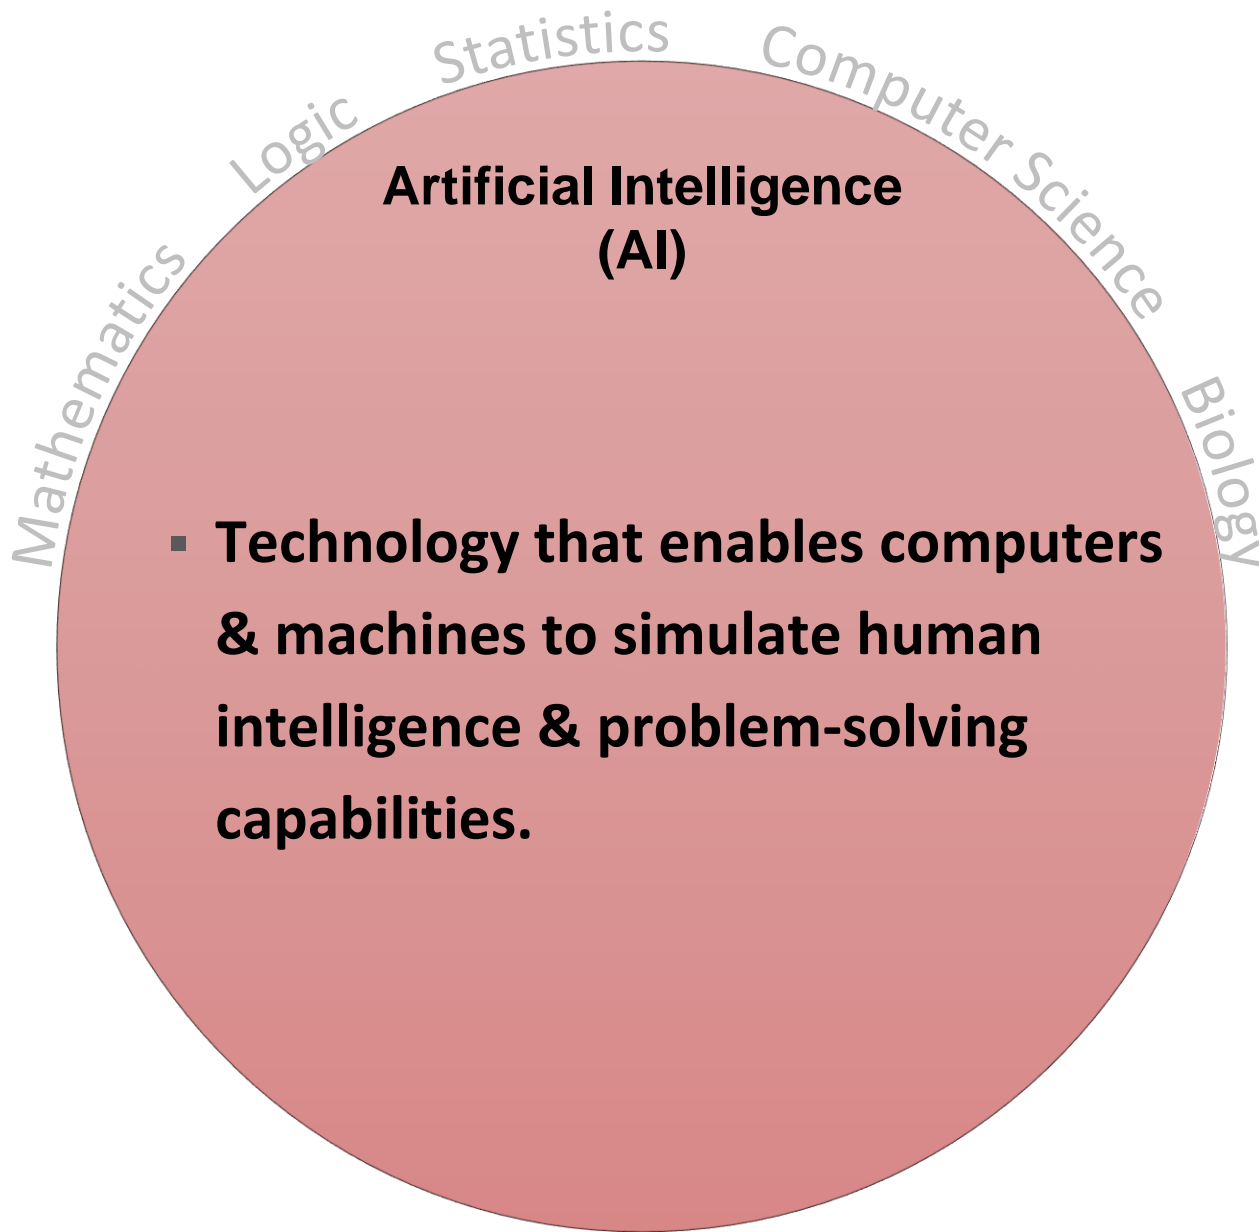 Mathematics
Logic
Statistics
Computer Science
Biology
Artificial Intelligence
(AI)
▪ Technology that enables computers
& machines to simulate human
intelligence & problem-solving
capabilities.